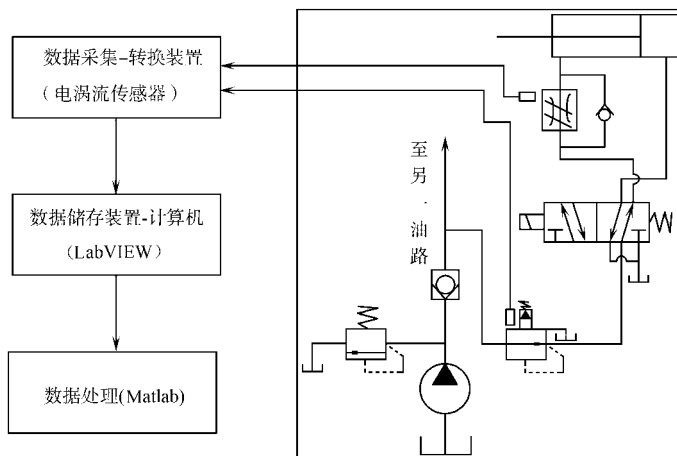 数据采集-转换装置
(电涡流传感器)
数据储存装置-计算机
(LabVIEW)
数据处理(Matlab)
至另一油路